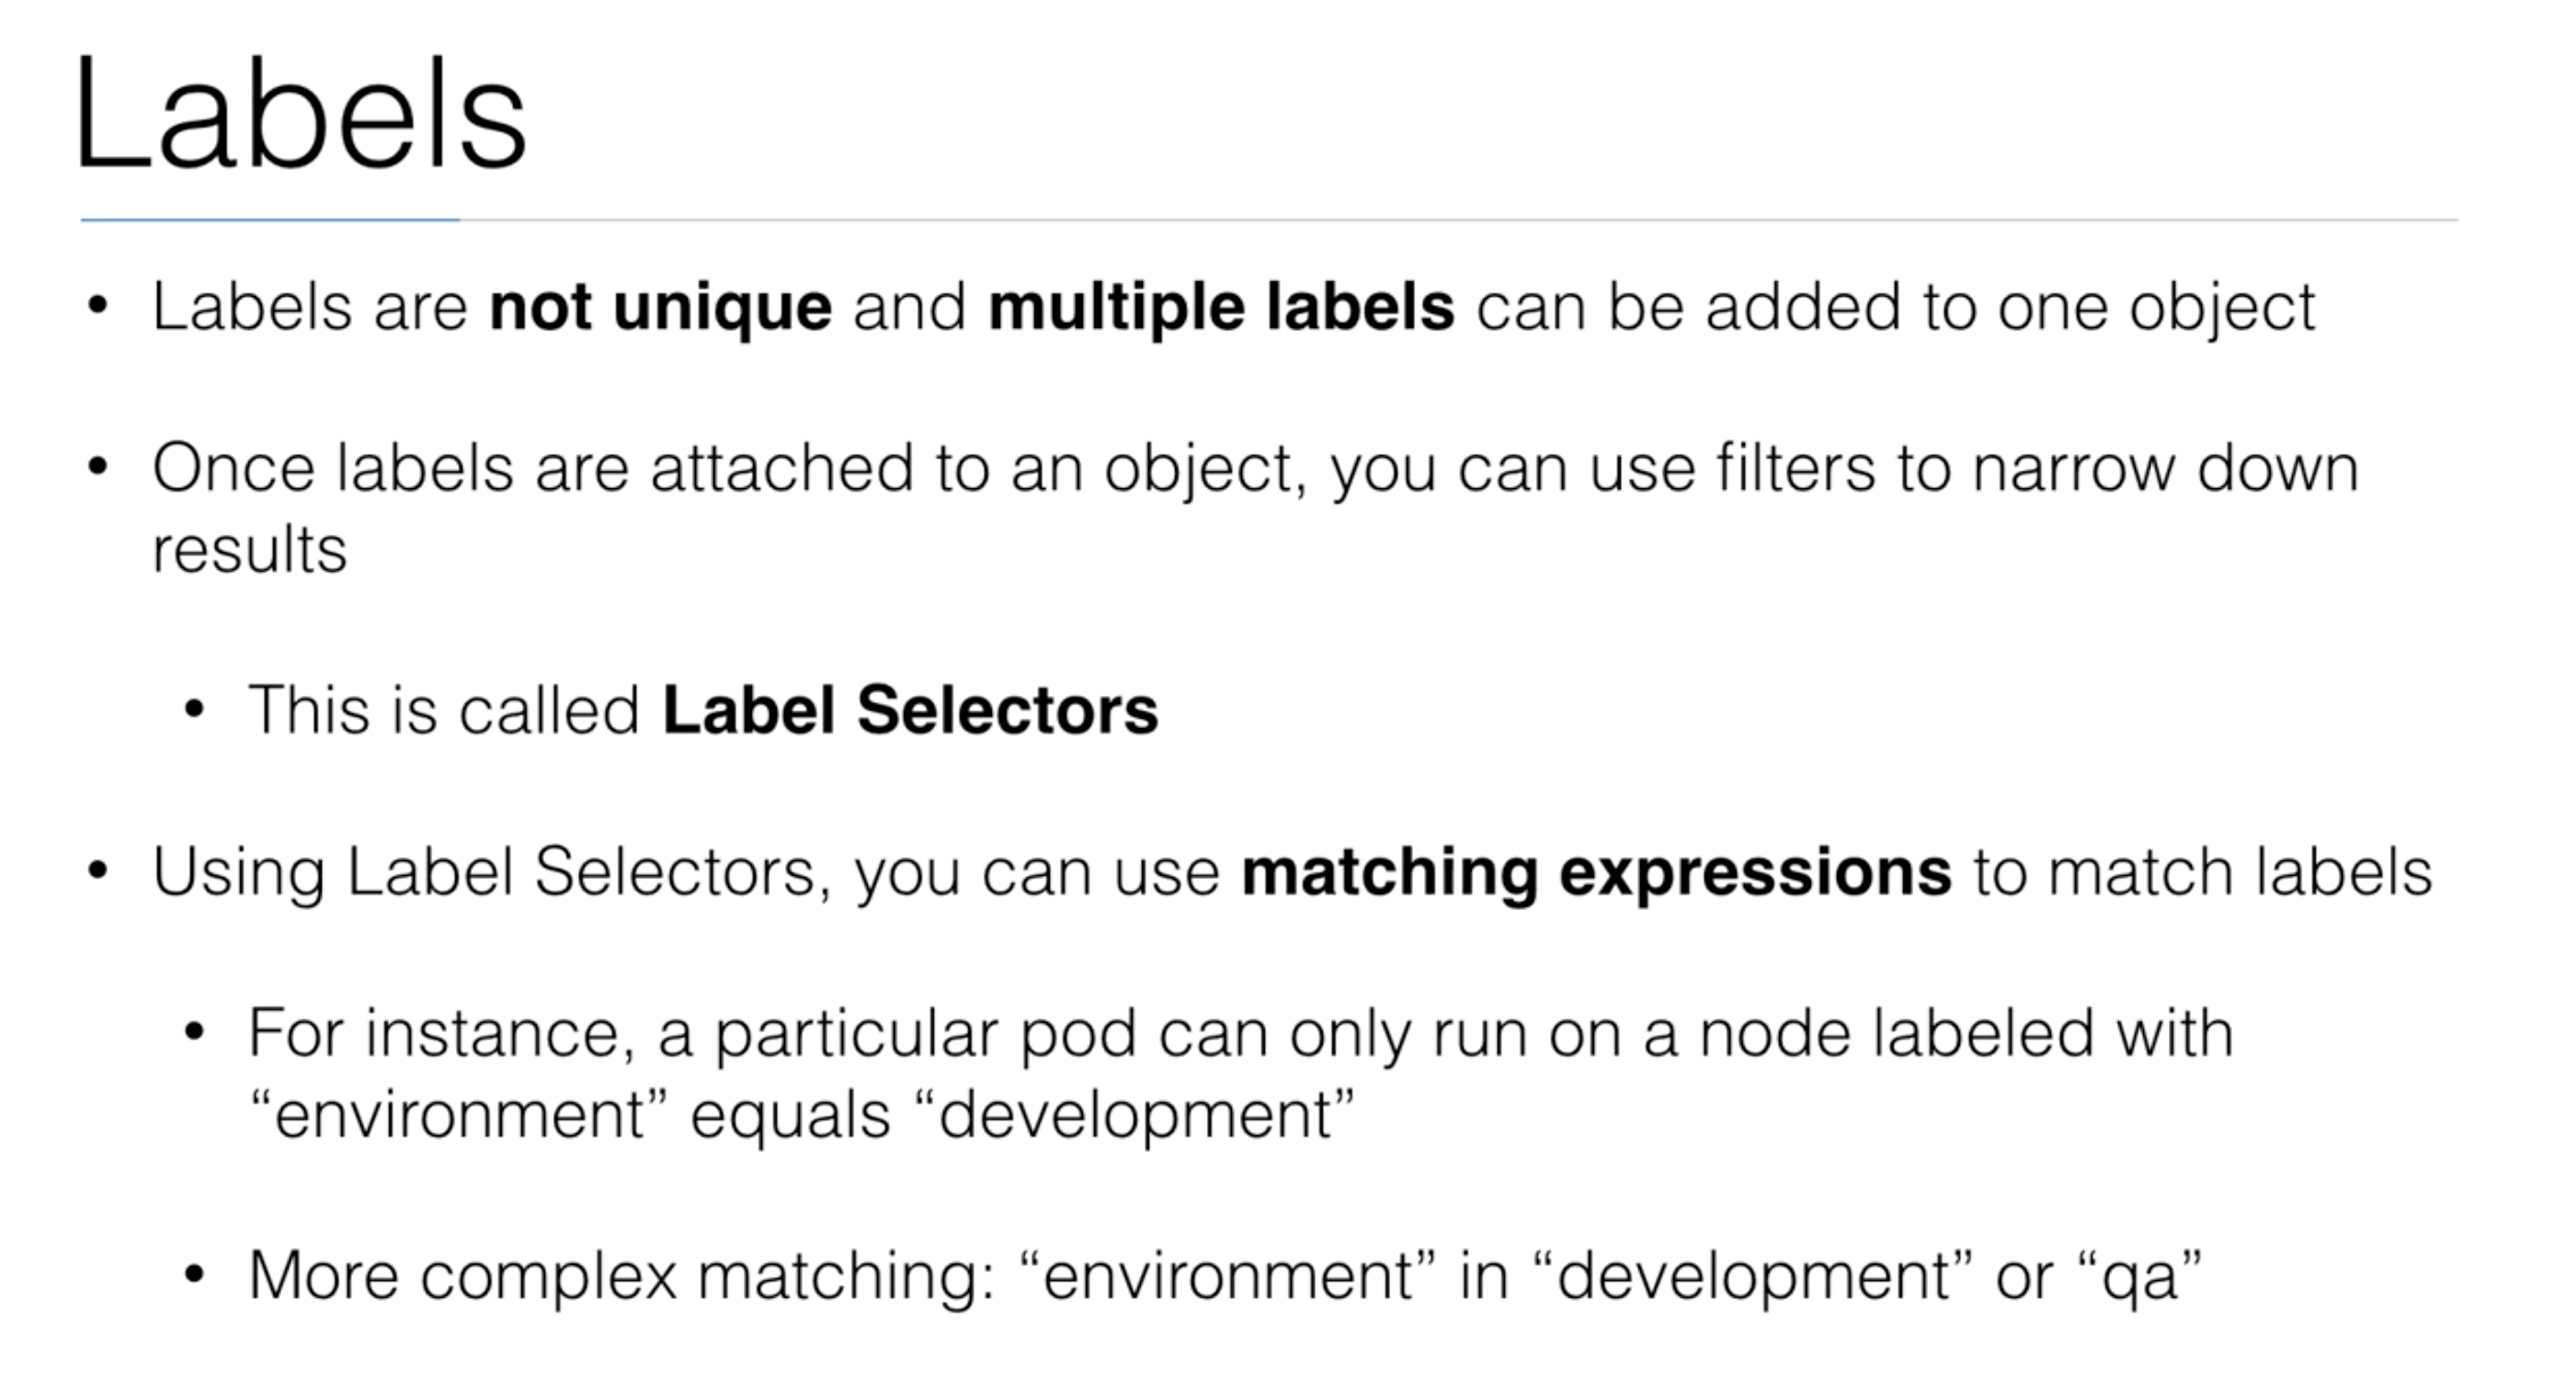 Labels
• Labels are not unique and multiple labels can be added to one object
• Once labels are attached to an object, you can use filters to narrow down
results
• This is called Label Selectors
• Using Label Selectors, you can use matching expressions to match labels
• For instance, a particular pod can only run on a node labeled with
“environment” equals “development”
• More complex matching: “environment” in “development” or “qa”